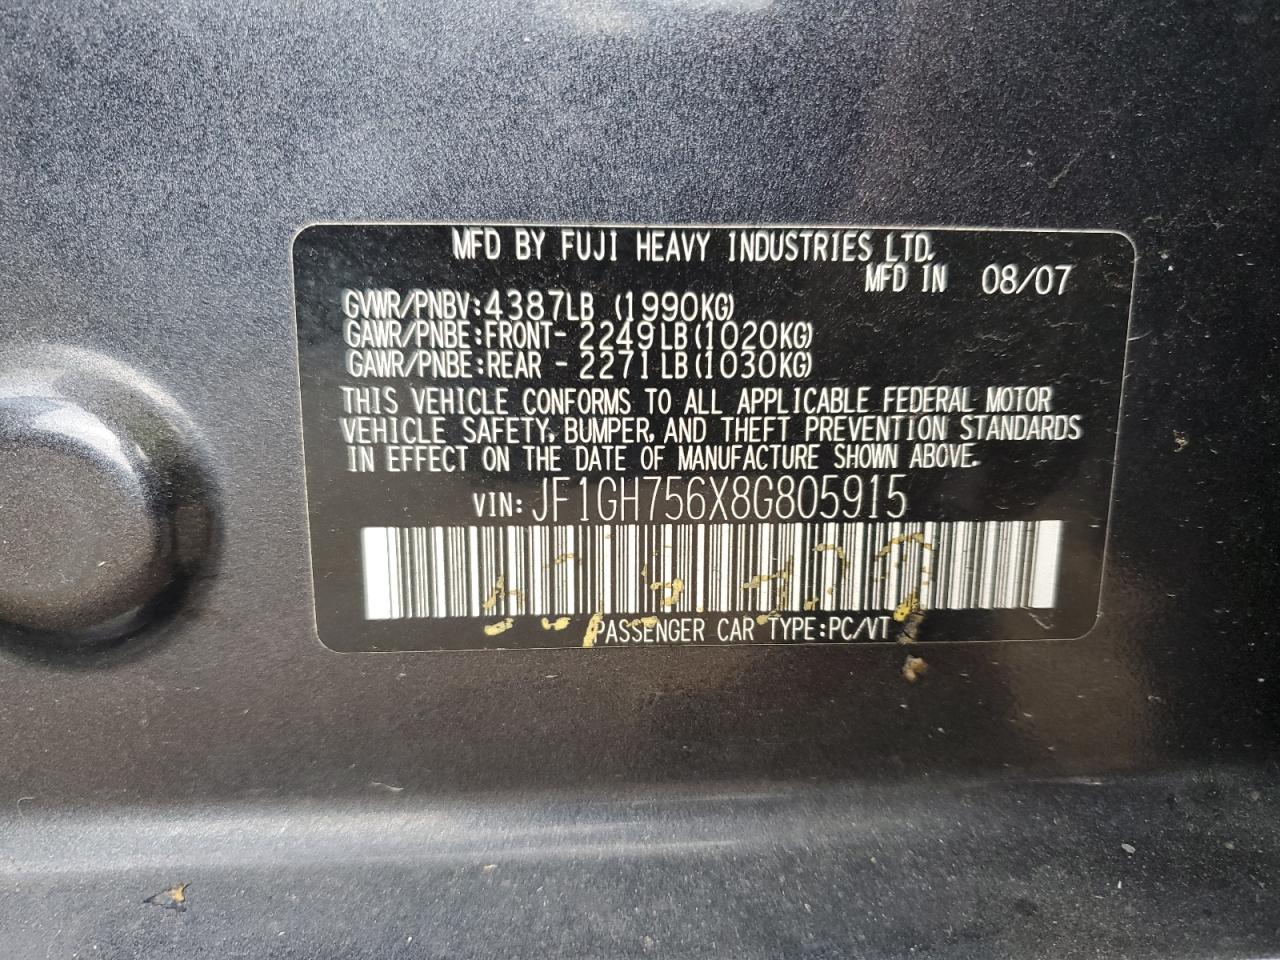 MFD BY FUJI HEAVY INDUSTRIES LTD.
MFD IN 08/07
GVWR/PNBV:4387LB (1990KG)
GAWR/PNBE:FRONT- 2249LB(1020KG)
GAWR/PNBE:REAR - 2271LB(1030KG)
THIS VEHICLE CONFORMS TO ALL APPLICABLE FEDERAL MOTOR
VEHICLE SAFETY, BUMPER, AND THEFT PREVENTION STANDARDS
IN EFFECT ON THE DATE OF MANUFACTURE SHOWN ABOVE.
VIN: JF1GH756X8G805915
PASSENGER CAR TYPE:PC/VT